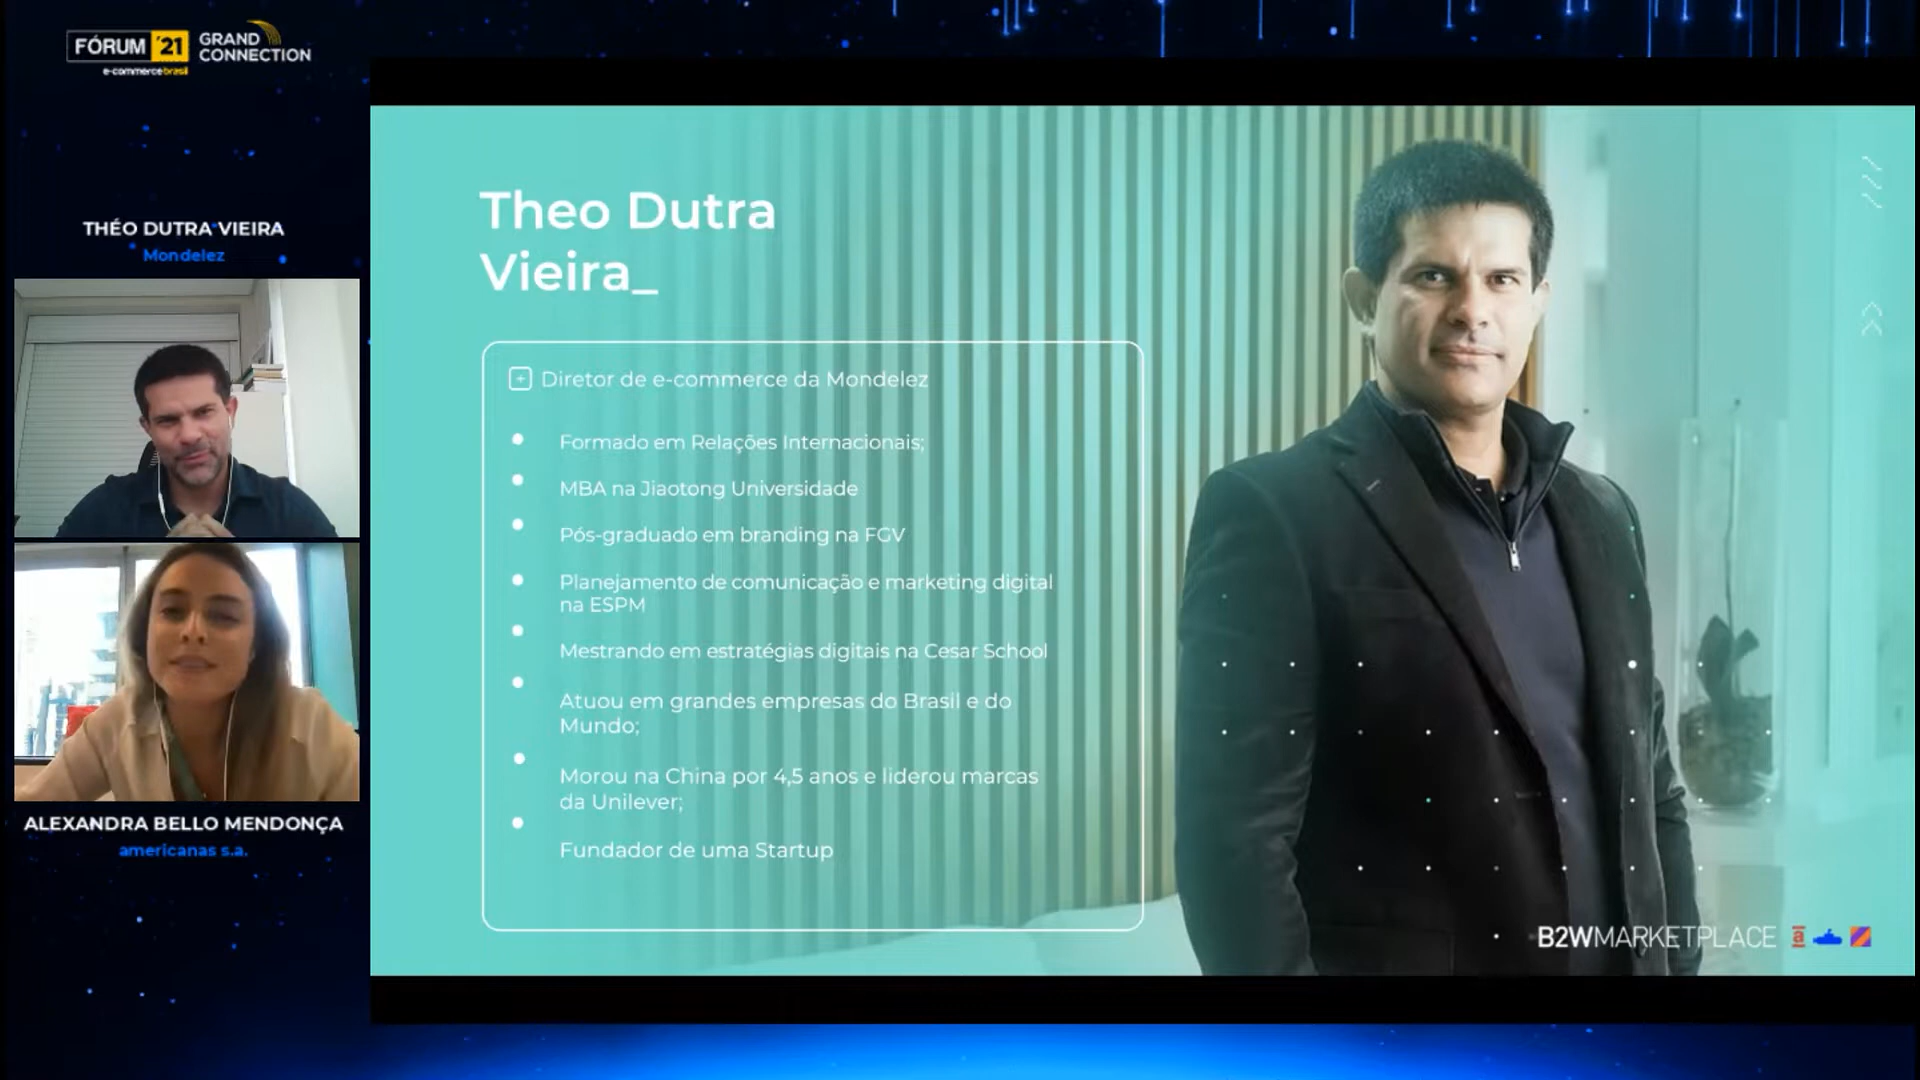 FÓRUM '21
GRAND
CONNECTION
e-commercebrasil
THÉO DUTRA VIEIRA
Mondelez
ALEXANDRA BELLO MENDONÇA
americanas s.a.
Theo Dutra
Vieira_
Diretor de e-commerce da Mondelez
Formado em Relações Internacionais;
MBA na Jiaotong Universidade
Pós-graduado em branding na FGV
Planejamento de comunicação e marketing digital
na ESPM
Mestrando em estratégias digitais na Cesar School
Atuou em grandes empresas do Brasil e do
Mundo;
Morou na China por 4,5 anos e liderou marcas
da Unilever;
Fundador de uma Startup
B2WMARKETPLACE